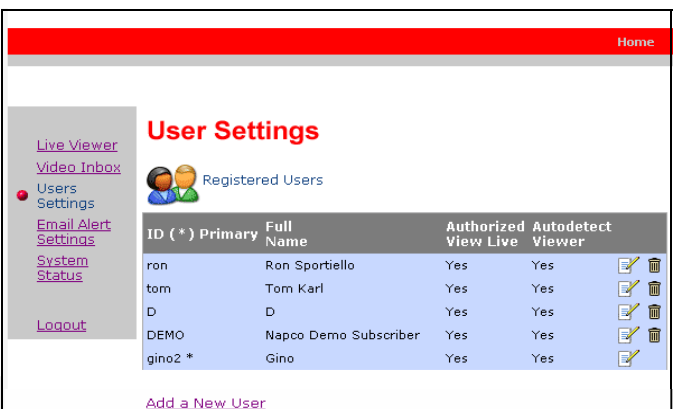 Home
User Settings
Live Viewer
Video Inbox
Users
Settings
Email Alert
Settings
System
Status
Logout
Registered Users
ID (*) Primary Full Name Authorized View Live Autodetect Viewer
ron Ron Sportiello Yes Yes
tom Tom Karl Yes Yes
D D Yes Yes
DEMO Napco Demo Subscriber Yes Yes
gino2 * Gino Yes Yes
Add a New User